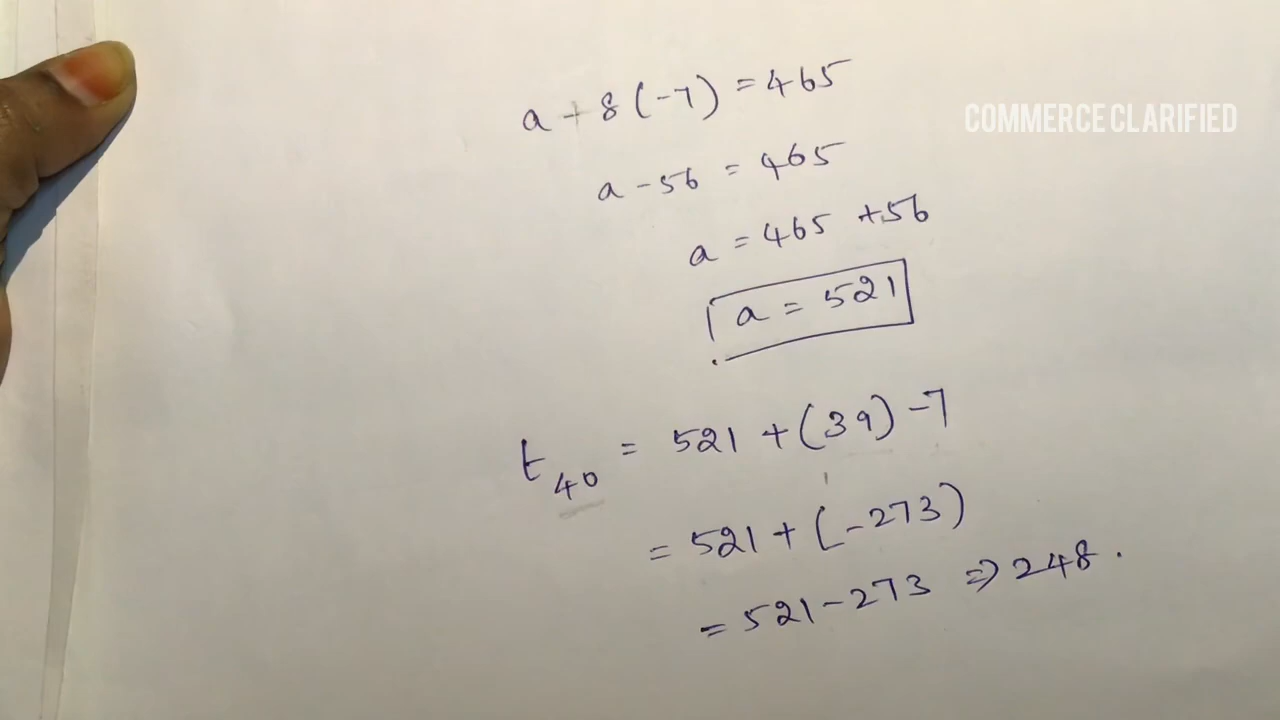 a + 8 (-7) = 465
COMMERCE CLARIFIED
a - 56 = 465
a = 465 + 56
a = 521
t40 = 521 + (39) - 7
= 521 + (-273)
= 521 - 273 ⇒ 248.